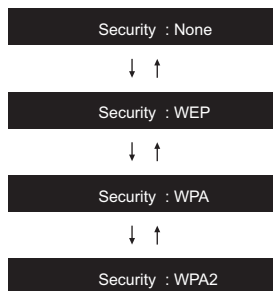 Security : None
↓ ↑
Security : WEP
↓ ↑
Security : WPA
↓ ↑
Security : WPA2